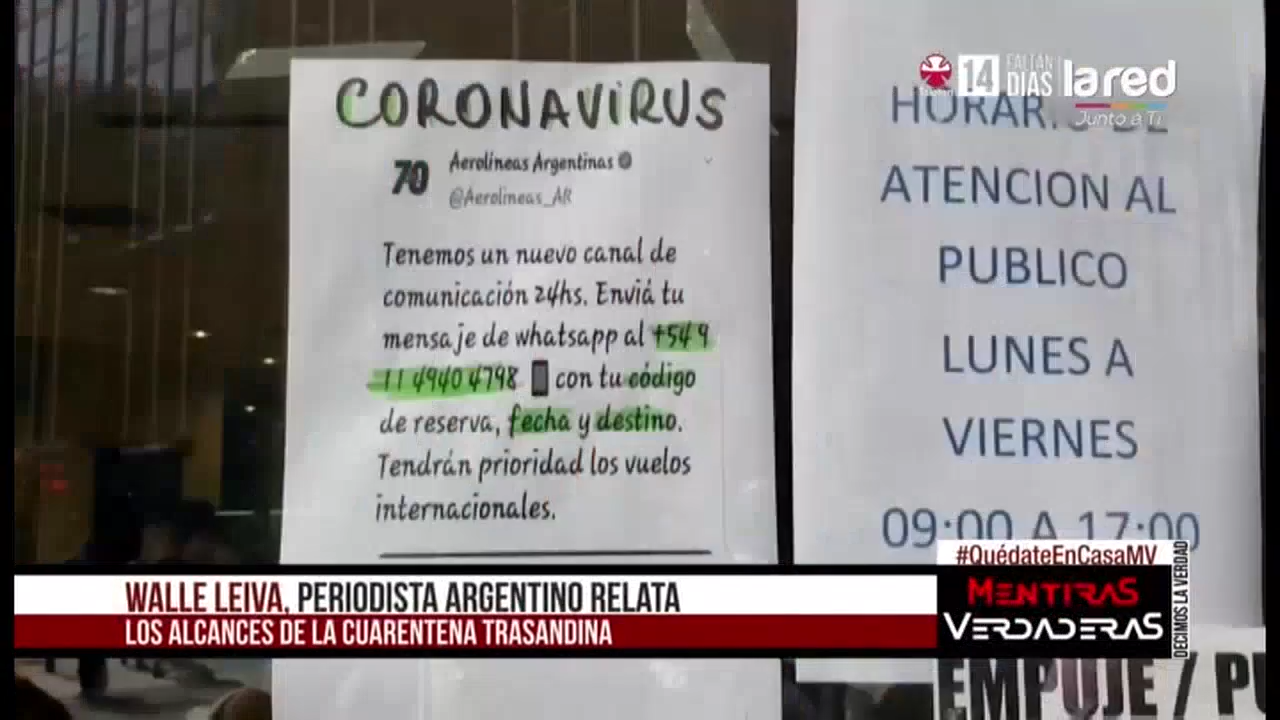 CORONAVIRUS
70
Aerolíneas Argentinas
@Aerolineas_AR
Tenemos un nuevo canal de
comunicación 24hs. Enviá tu
mensaje de whatsapp al +549
11 4940 4798 con tu código
de reserva, fecha y destino.
Tendrán prioridad los vuelos
internacionales.
14
FALTAN
DÍAS
lared
Junto a Ti
ATENCION AL
PUBLICO
LUNES A
VIERNES
09:00 A 17:00
#QuédateEnCasaMV
MENTIRAS
VERDADERAS
DECIMOS LA VERDAD
WALLE LEIVA, PERIODISTA ARGENTINO RELATA
LOS ALCANCES DE LA CUARENTENA TRASANDINA
EMPUJE /